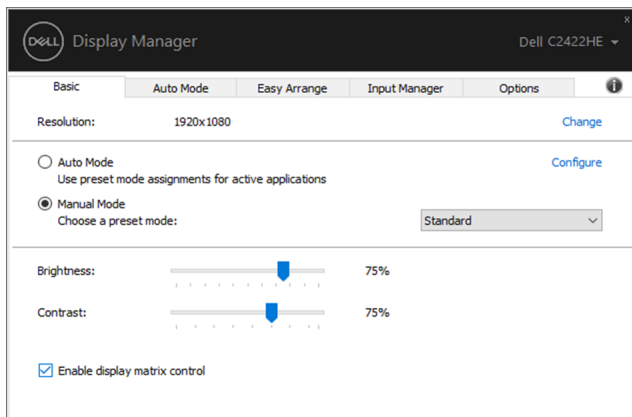 x
DELL Display Manager Dell C2422HE
Basic Auto Mode Easy Arrange Input Manager Options i
Resolution: 1920x1080 Change
Auto Mode Configure
Use preset mode assignments for active applications
Manual Mode
Choose a preset mode: Standard
Brightness: 75%
Contrast: 75%
Enable display matrix control